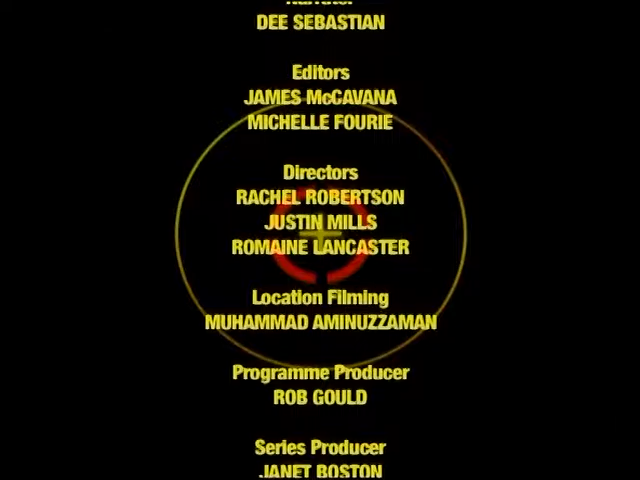 Narrator
DEE SEBASTIAN
Editors
JAMES McCAVANA
MICHELLE FOURIE
Directors
RACHEL ROBERTSON
JUSTIN MILLS
ROMAINE LANCASTER
Location Filming
MUHAMMAD AMINUZZAMAN
Programme Producer
ROB GOULD
Series Producer
JANET BOSTON